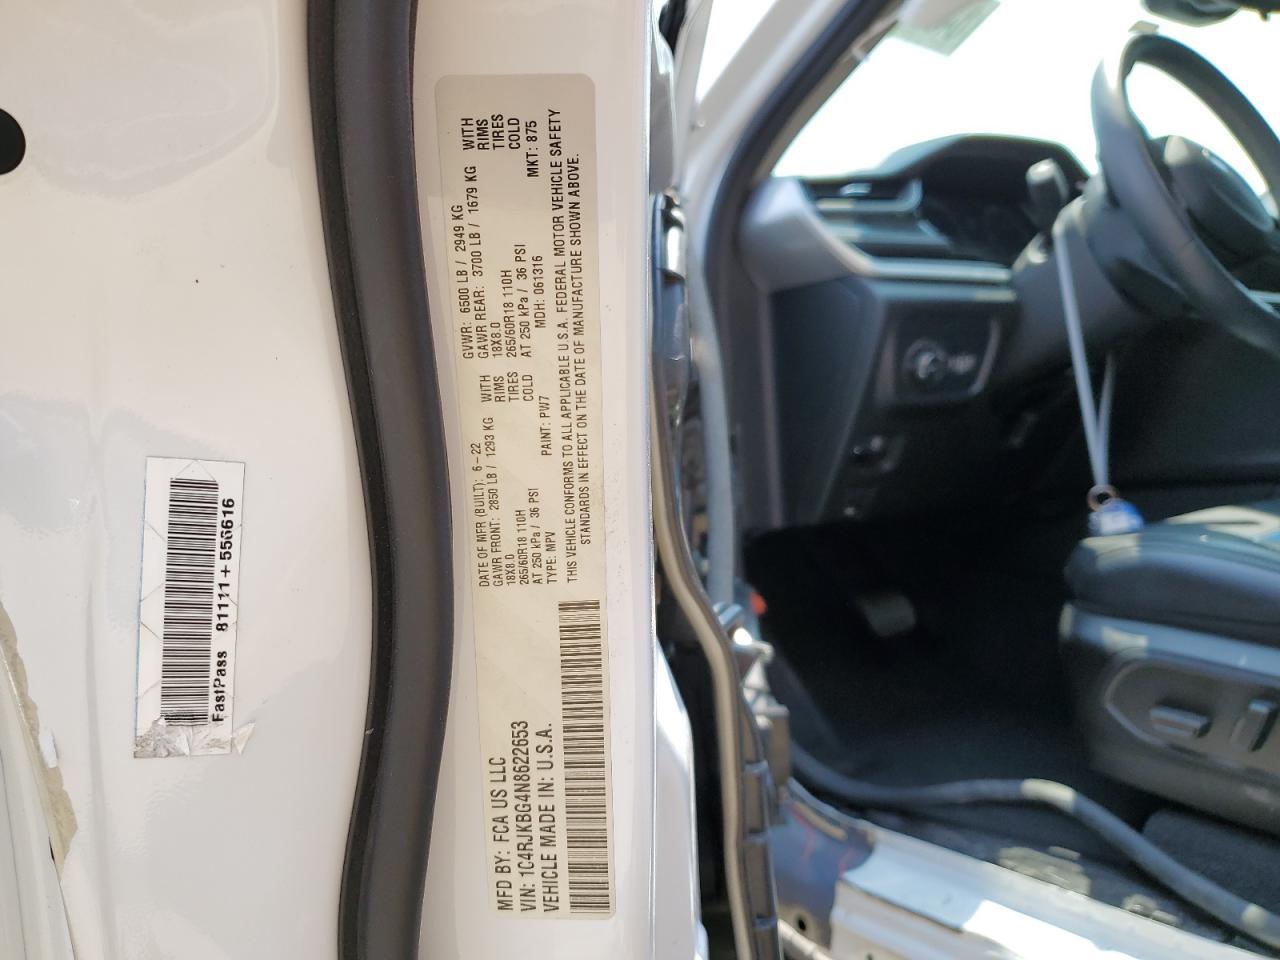 MFD BY: FCA US LLC
VIN: 1C4RJKBG4N8622653
VEHICLE MADE IN: U.S.A.
DATE OF MFR (BUILT): 6-22 GVWR: 6500 LB / 2949 KG
GAWR FRONT: 2850 LB / 1293 KG WITH GAWR REAR: 3700 LB / 1679 KG WITH
18X8.0 RIMS 18X8.0 RIMS
265/60R18 110H TIRES 265/60R18 110H TIRES
AT 250 kPa / 36 PSI COLD AT 250 kPa / 36 PSI COLD
TYPE: MPV PAINT: PW7 MDH: 061316 MKT: 875
THIS VEHICLE CONFORMS TO ALL APPLICABLE U.S.A. FEDERAL MOTOR VEHICLE SAFETY
STANDARDS IN EFFECT ON THE DATE OF MANUFACTURE SHOWN ABOVE.
FastPass 81111+556616